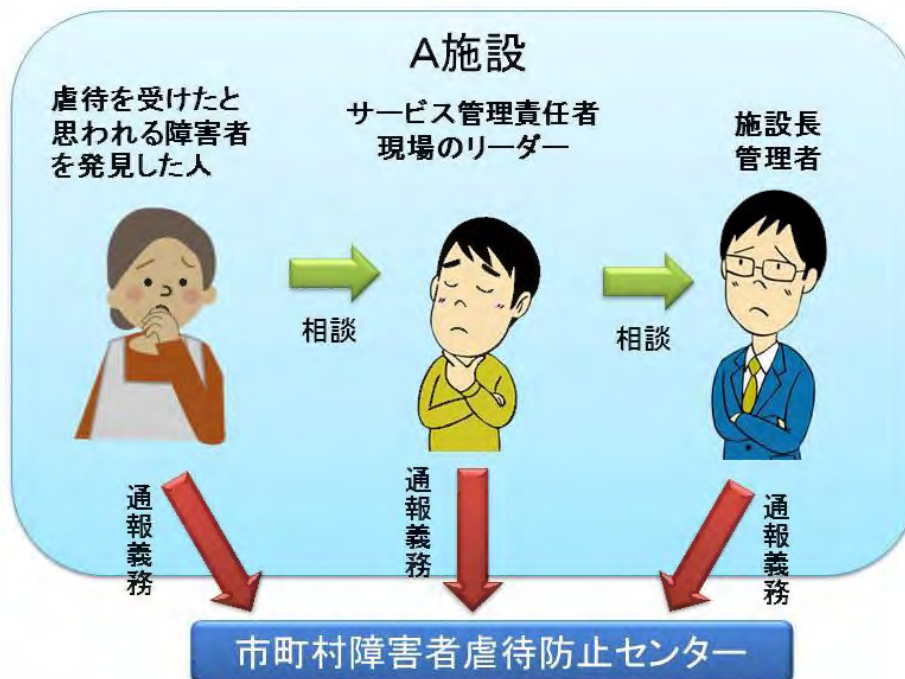 A施設
虐待を受けたと
思われる障害者
を発見した人
サービス管理責任者
現場のリーダー
施設長
管理者
相談
相談
通報義務
通報義務
通報義務
市町村障害者虐待防止センター